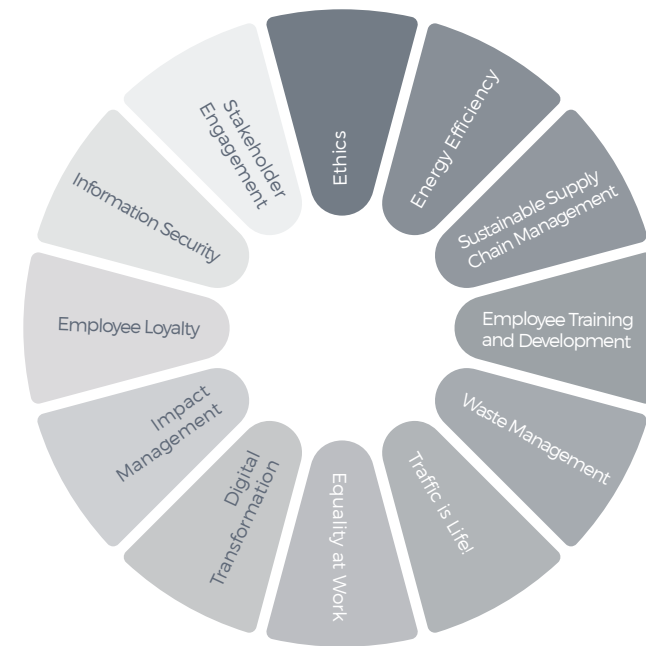 Ethics
Energy Efficiency
Sustainable Supply
Chain Management
Employee Training
and Development
Waste Management
Traffic is Life!
Equality at Work
Digital
Transformation
Impact
Management
Employee Loyalty
Information Security
Stakeholder
Engagement